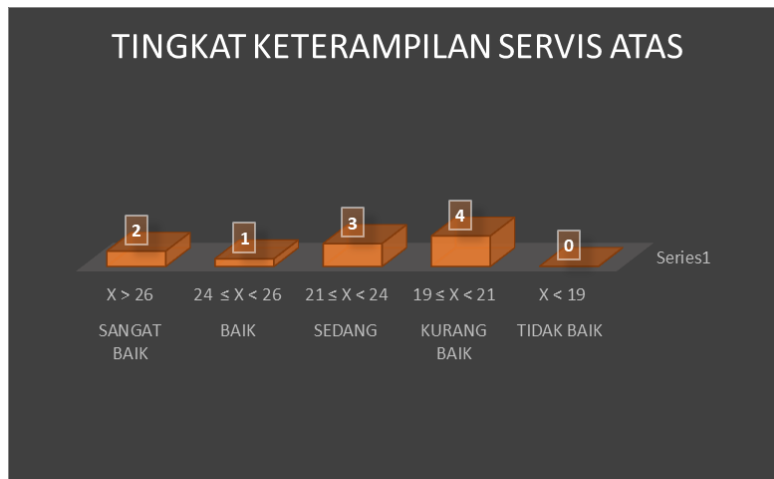 TINGKAT KETERAMPILAN SERVIS ATAS
2
1
3
4
0
Series1
X > 26
24 ≤ X < 26
21 ≤ X < 24
19 ≤ X < 21
X < 19
SANGAT
BAIK
BAIK
SEDANG
KURANG
BAIK
TIDAK BAIK